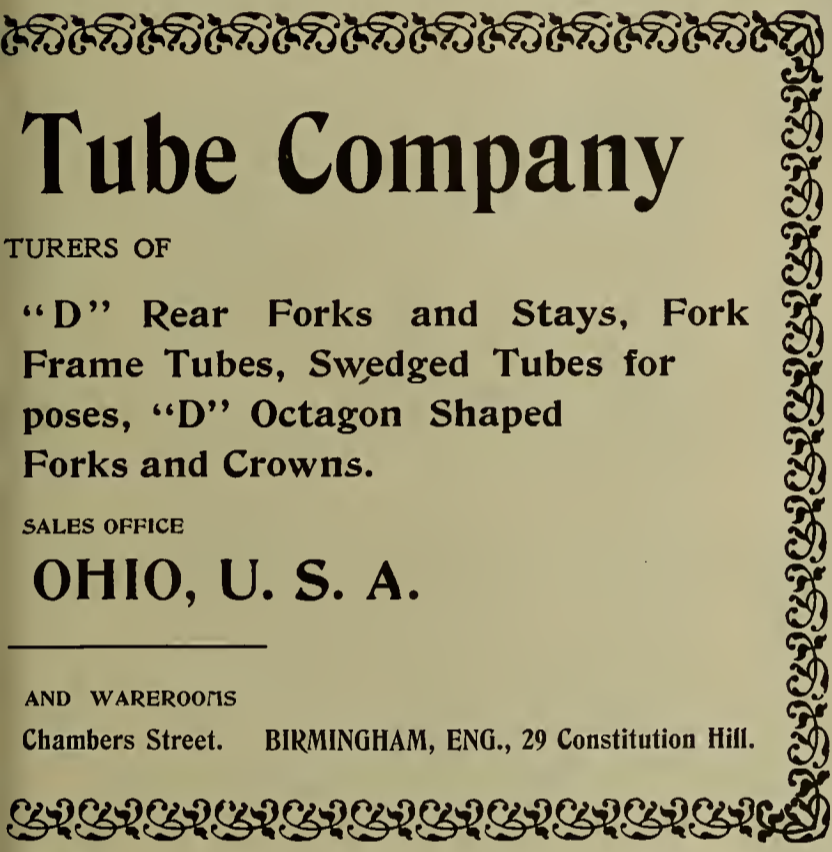 Tube Company
TURERS OF
“D” Rear Forks and Stays, Fork
Frame Tubes, Swedged Tubes for
poses, “D” Octagon Shaped
Forks and Crowns.
SALES OFFICE
OHIO, U. S. A.
AND WAREROOMS
Chambers Street. BIRMINGHAM, ENG., 29 Constitution Hill.